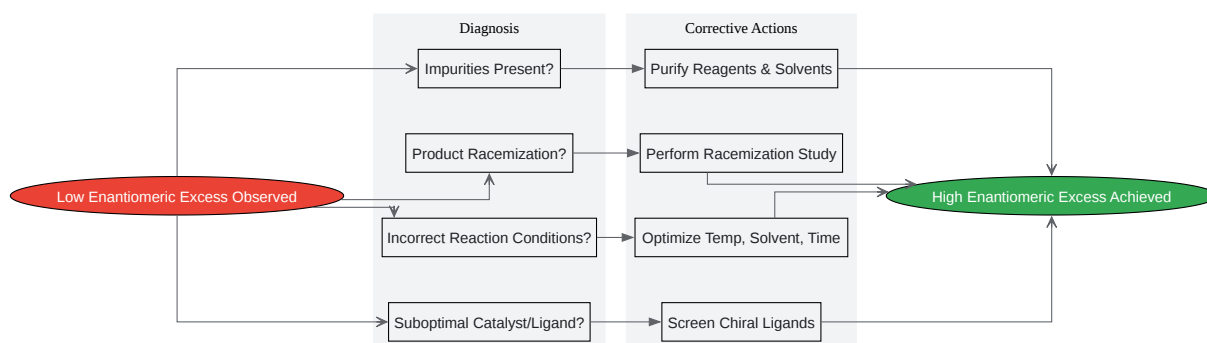 Diagnosis
Corrective Actions
Impurities Present?
Purify Reagents & Solvents
Product Racemization?
Perform Racemization Study
Low Enantiomeric Excess Observed
High Enantiomeric Excess Achieved
Incorrect Reaction Conditions?
Optimize Temp, Solvent, Time
Suboptimal Catalyst/Ligand?
Screen Chiral Ligands